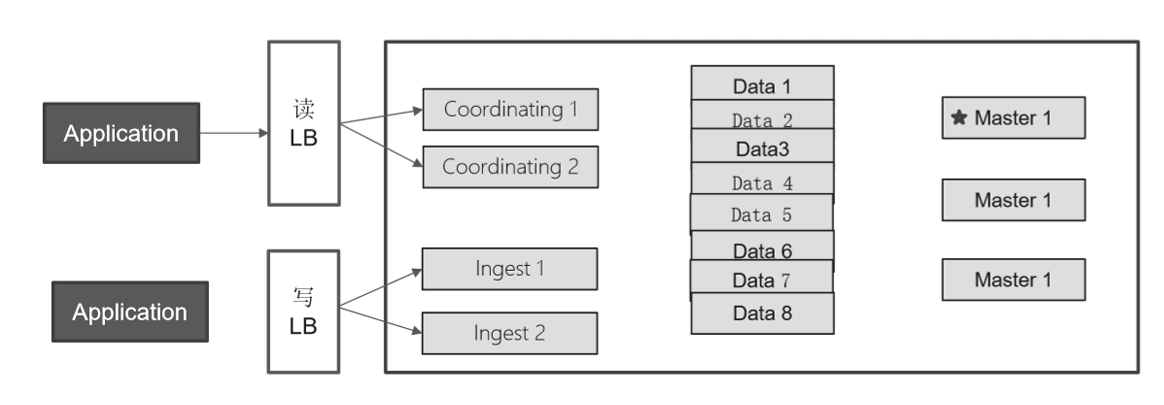 Application
读
LB
Coordinating 1
Coordinating 2
Application
写
LB
Ingest 1
Ingest 2
Data 1
Data 2
Data3
Data 4
Data 5
Data 6
Data 7
Data 8
★ Master 1
Master 1
Master 1